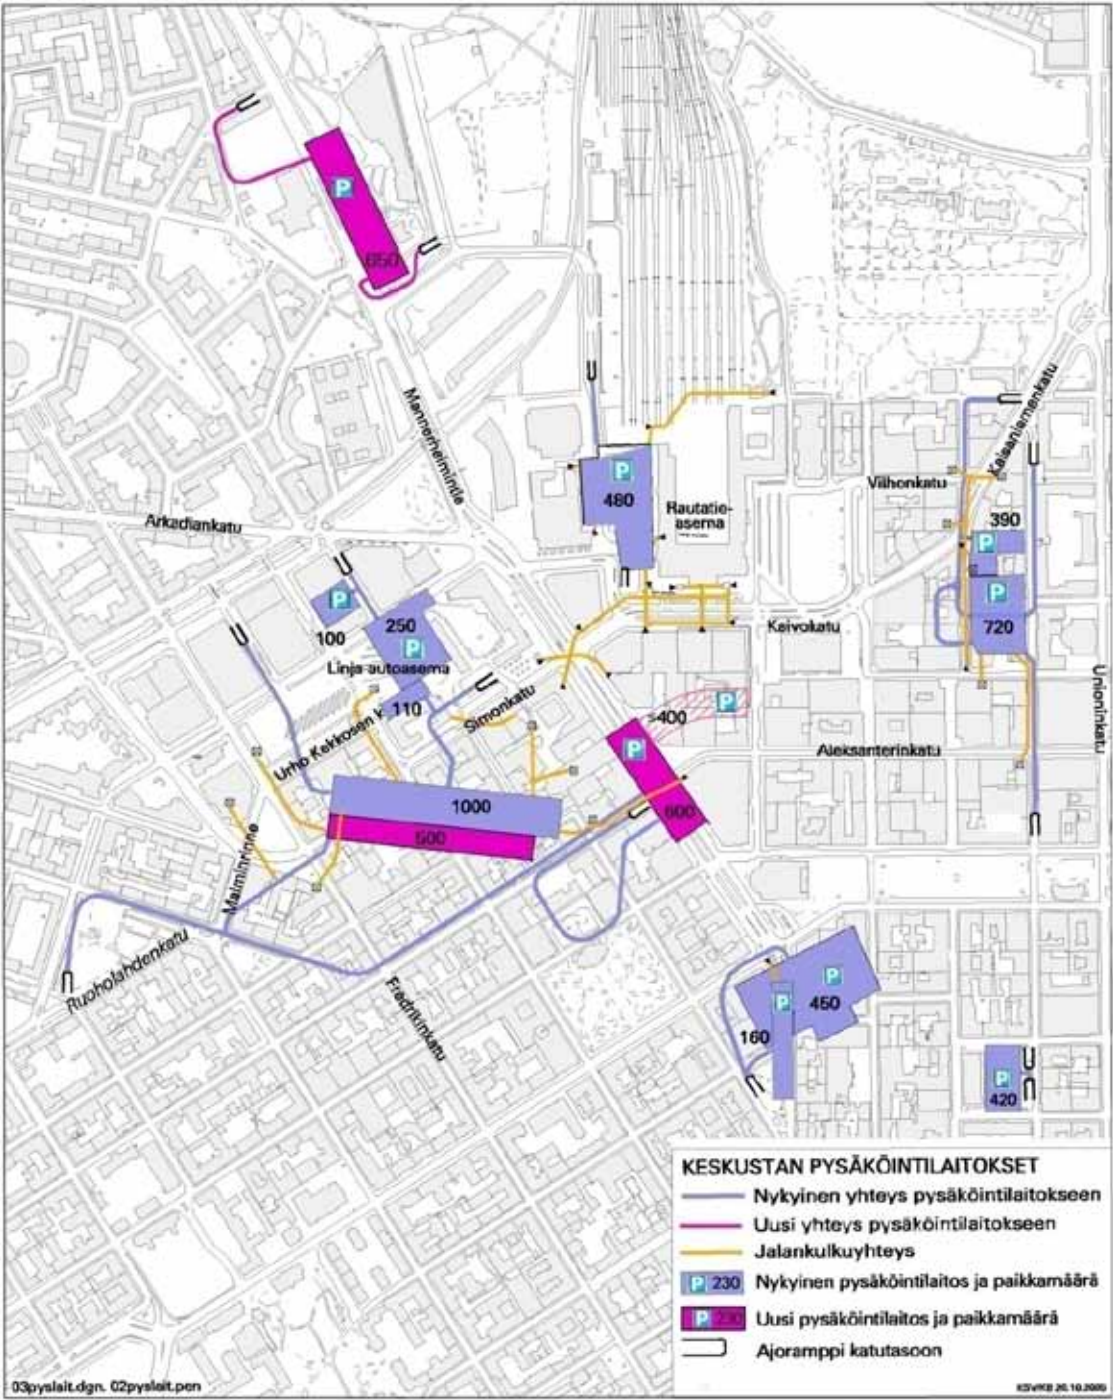 P
650
Mannerheimintie
Kaisaniemenkatu
P
480
Vilhonkatu
Rautatie-
asema
390
P
Arkadiankatu
P
100
250
P
P
720
Kaivokatu
Linja-autoasema
110
Simonkatu
≤400
P
Unioninkatu
Urho Kekkosen k
P
Aleksanterinkatu
1000
600
600
Malminrinne
Ruoholahdenkatu
Fredrikinkatu
P
P
450
160
P
420
KESKUSTAN PYSÄKÖINTILAITOKSET
Nykyinen yhteys pysäköintilaitokseen
Uusi yhteys pysäköintilaitokseen
Jalankulkuyhteys
P 230 Nykyinen pysäköintilaitos ja paikkamäärä
P 230 Uusi pysäköintilaitos ja paikkamäärä
Ajoramppi katutasoon
03pyslait.dgn. 02pyslait.pen